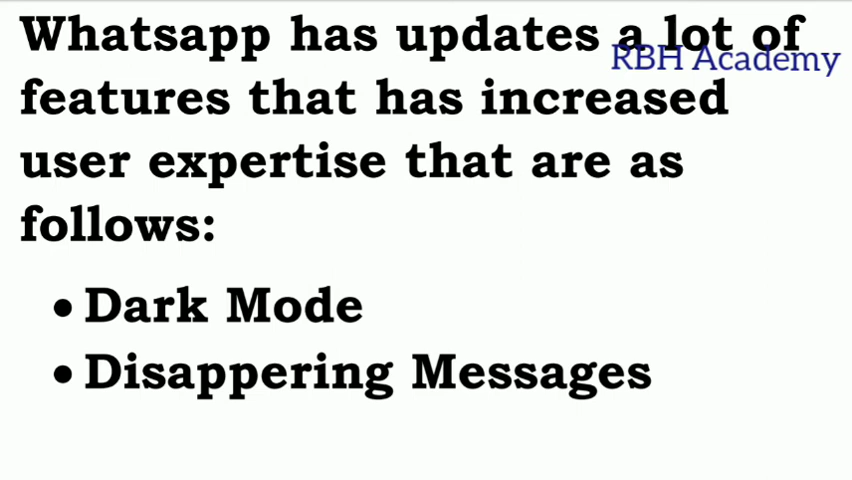 Whatsapp has updates a lot of
RBH Academy
features that has increased
user expertise that are as
follows:
• Dark Mode
• Disappering Messages